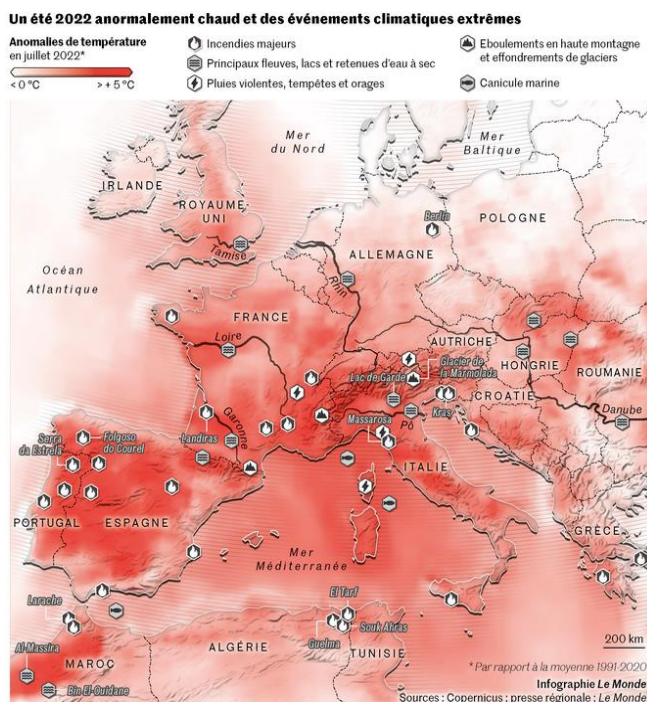 Un été 2022 anormalement chaud et des événements climatiques extrêmes
Anomalies de température
en juillet 2022*
< 0 °C
> + 5 °C
Incendies majeurs
Principaux fleuves, lacs et retenues d'eau à sec
Pluies violentes, tempêtes et orages
Eboulements en haute montagne
et effondrements de glaciers
Canicule marine
Mer
du Nord
Mer
Baltique
IRLANDE
ROYAUME-
UNI
Tamise
Berlin
POLOGNE
ALLEMAGNE
Rhin
Océan
Atlantique
FRANCE
Loire
AUTRICHE
Glacier de
la Marmolada
Lac de Garde
HONGRIE
ROUMANIE
CROATIE
Kras
Danube
Garonne
Landiras
Pô
Massarosa
Folgoso
do Courel
Serra
da Estrela
ITALIE
PORTUGAL
ESPAGNE
GRÈCE
Mer
Méditerranée
Larache
El Tarf
Guelma
Souk Ahras
Al-Massira
MAROC
ALGÉRIE
TUNISIE
Bin El-Ouidane
200 km
* Par rapport à la moyenne 1991-2020
Infographie Le Monde
Sources : Copernicus ; presse régionale ; Le Monde